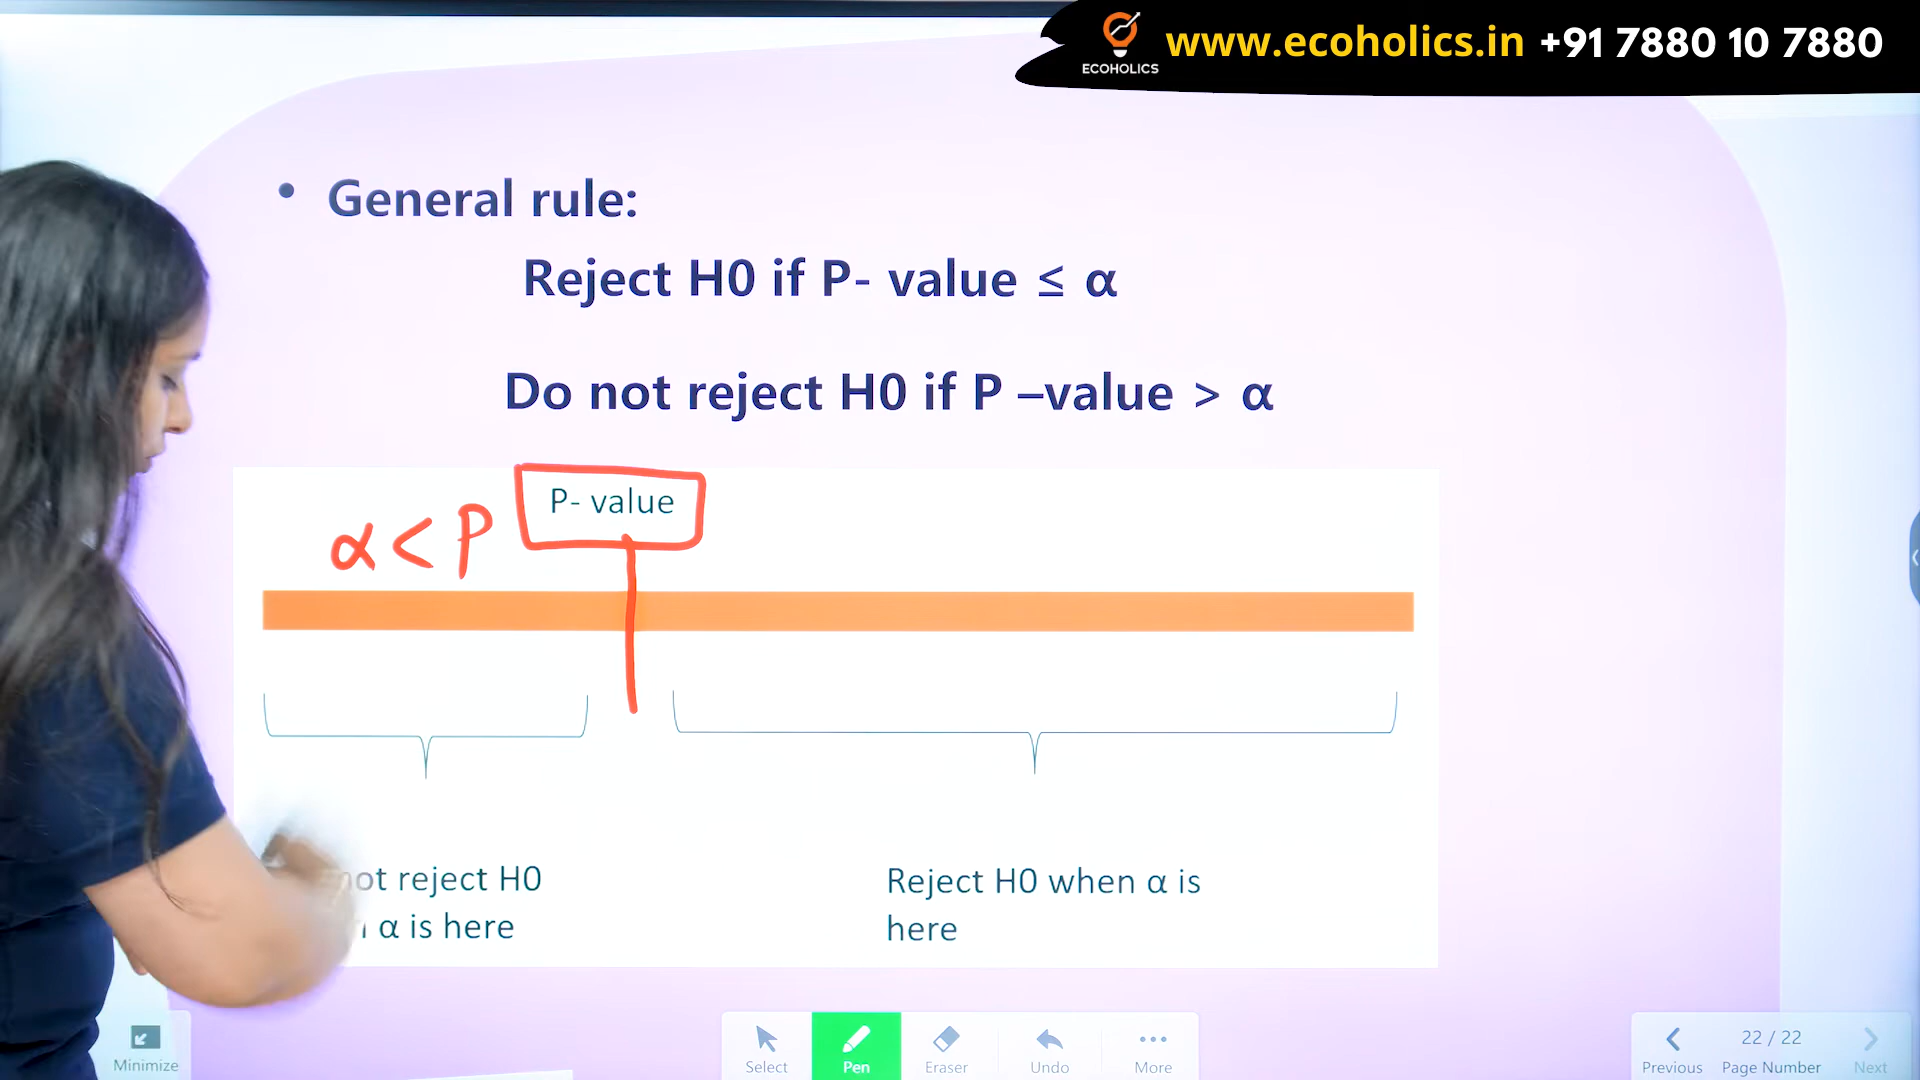 www.ecoholics.in +91 7880 10 7880
ECOHOLICS
• General rule:
Reject H0 if P- value ≤ α
Do not reject H0 if P –value > α
P- value
α < P
not reject H0
α is here
Reject H0 when α is
here
Minimize
Select
Pen
Eraser
Undo
More
Previous
22 / 22
Page Number
Next